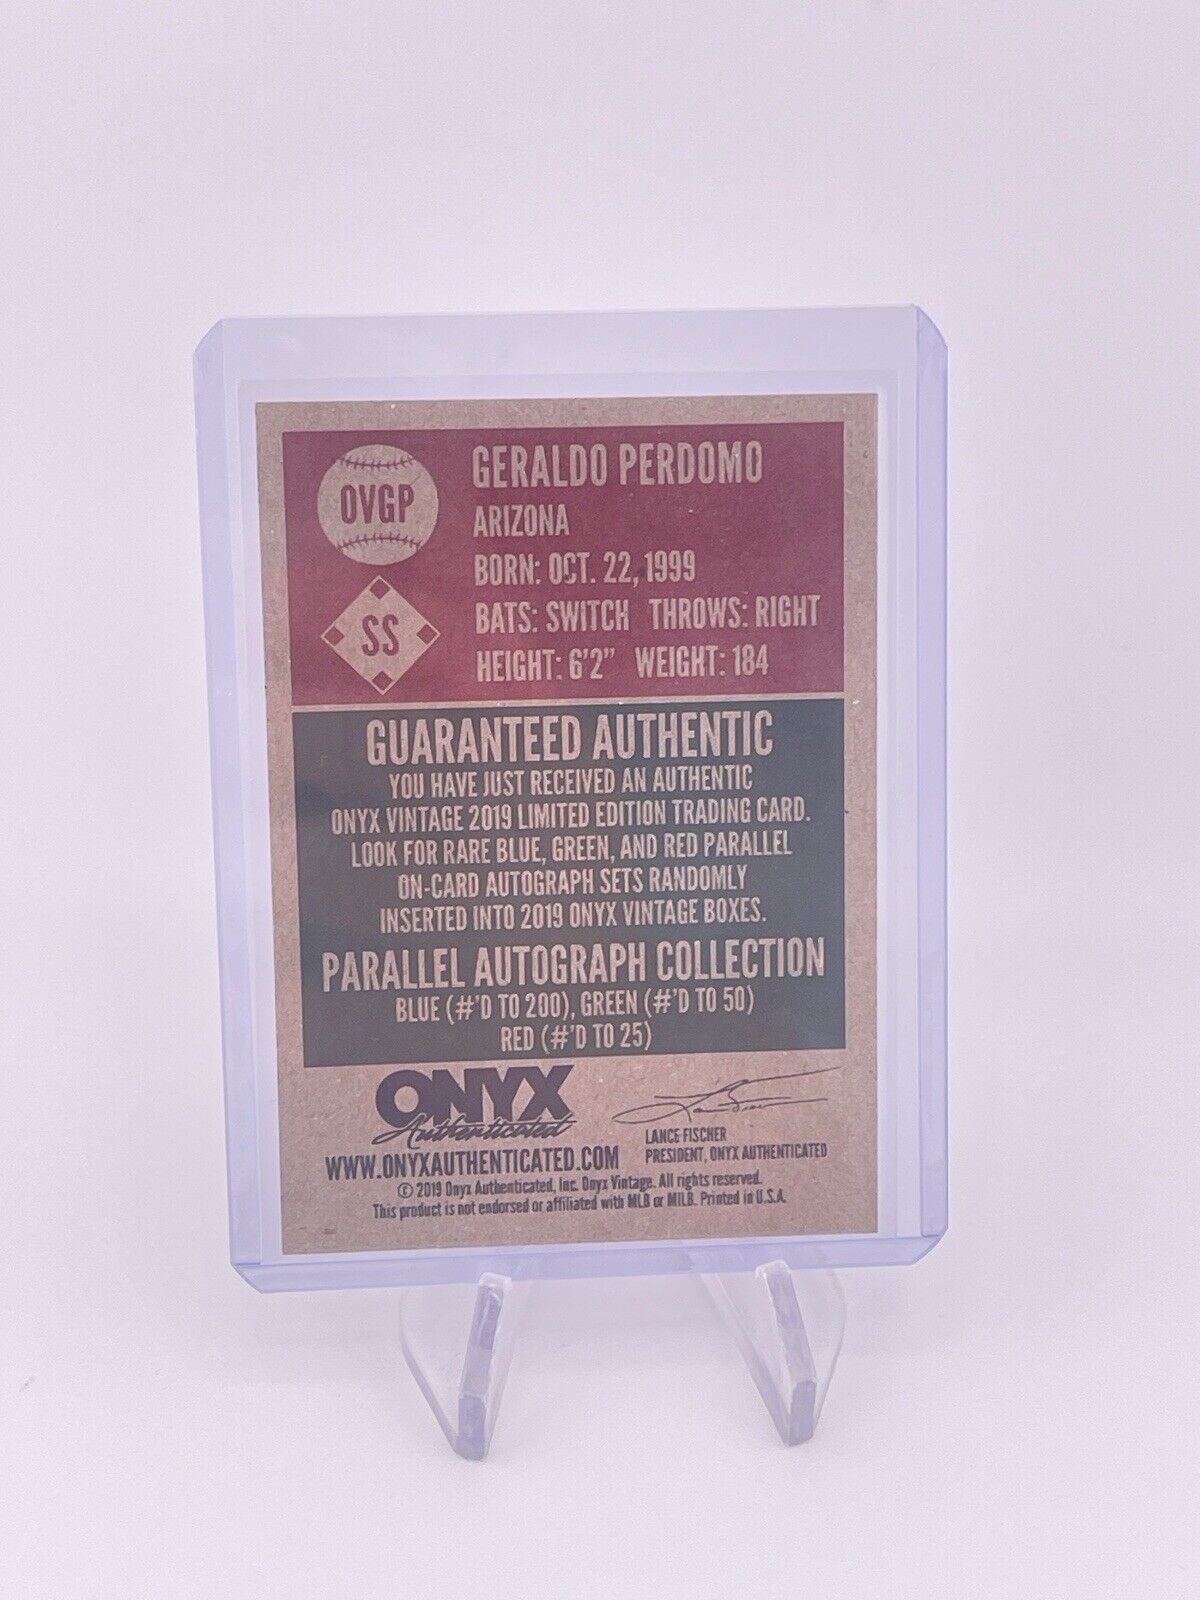 OVGP
GERALDO PERDOMO
ARIZONA
BORN: OCT. 22, 1999
SS
BATS: SWITCH THROWS: RIGHT
HEIGHT: 6'2" WEIGHT: 184
GUARANTEED AUTHENTIC
YOU HAVE JUST RECEIVED AN AUTHENTIC
ONYX VINTAGE 2019 LIMITED EDITION TRADING CARD.
LOOK FOR RARE BLUE, GREEN, AND RED PARALLEL
ON-CARD AUTOGRAPH SETS RANDOMLY
INSERTED INTO 2019 ONYX VINTAGE BOXES.
PARALLEL AUTOGRAPH COLLECTION
BLUE (#'D TO 200), GREEN (#'D TO 50)
RED (#'D TO 25)
ONYX
Authenticated
LANCE FISCHER
PRESIDENT, ONYX AUTHENTICATED
WWW.ONYXAUTHENTICATED.COM
© 2019 Onyx Authenticated, Inc. Onyx Vintage. All rights reserved.
This product is not endorsed or affiliated with MLB or MILB. Printed in U.S.A.